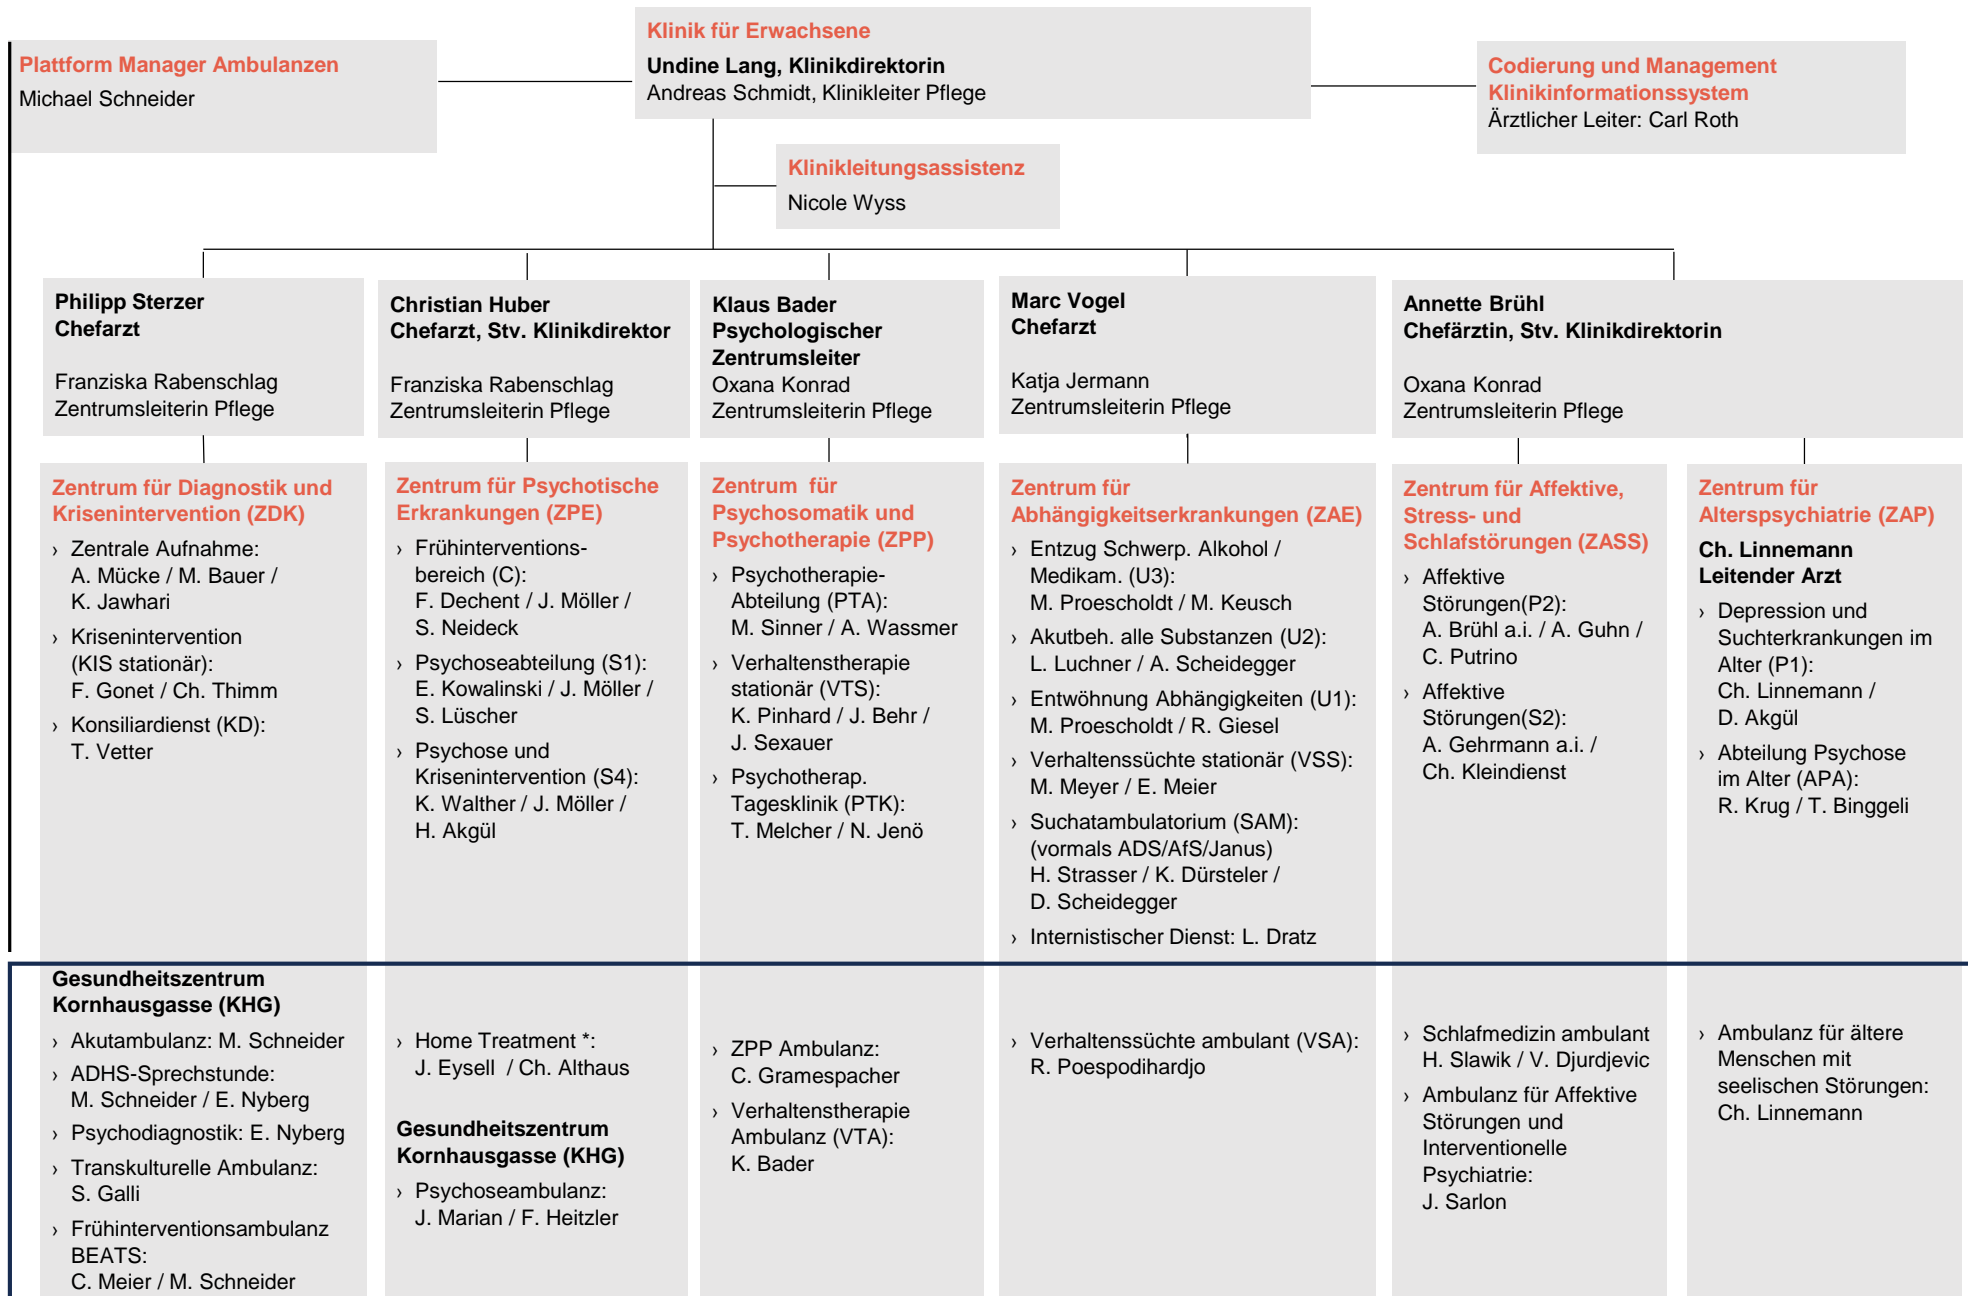 Klinik für Erwachsene
Undine Lang, Klinikdirektorin
Andreas Schmidt, Klinikleiter Pflege
Plattform Manager Ambulanzen
Michael Schneider
Codierung und Management
Klinikinformationssystem
Ärztlicher Leiter: Carl Roth
Klinikleitungsassistenz
Nicole Wyss
Philipp Sterzer
Chefarzt
Franziska Rabenschlag
Zentrumsleiterin Pflege
Christian Huber
Chefarzt, Stv. Klinikdirektor
Franziska Rabenschlag
Zentrumsleiterin Pflege
Klaus Bader
Psychologischer
Zentrumsleiter
Oxana Konrad
Zentrumsleiterin Pflege
Marc Vogel
Chefarzt
Katja Jermann
Zentrumsleiterin Pflege
Annette Brühl
Chefärztin, Stv. Klinikdirektorin
Oxana Konrad
Zentrumsleiterin Pflege
Zentrum für Diagnostik und
Krisenintervention (ZDK)
› Zentrale Aufnahme:
A. Mücke / M. Bauer /
K. Jawhari
› Krisenintervention
(KIS stationär):
F. Gonet / Ch. Thimm
› Konsiliardienst (KD):
T. Vetter
Zentrum für Psychotische
Erkrankungen (ZPE)
› Frühinterventions-
bereich (C):
F. Dechent / J. Möller /
S. Neideck
› Psychoseabteilung (S1):
E. Kowalinski / J. Möller /
S. Lüscher
› Psychose und
Krisenintervention (S4):
K. Walther / J. Möller /
H. Akgül
Zentrum für
Psychosomatik und
Psychotherapie (ZPP)
› Psychotherapie-
Abteilung (PTA):
M. Sinner / A. Wassmer
› Verhaltenstherapie
stationär (VTS):
K. Pinhard / J. Behr /
J. Sexauer
› Psychotherap.
Tagesklinik (PTK):
T. Melcher / N. Jenö
Zentrum für
Abhängigkeitserkrankungen (ZAE)
› Entzug Schwerp. Alkohol /
Medikam. (U3):
M. Proescholdt / M. Keusch
› Akutbeh. alle Substanzen (U2):
L. Luchner / A. Scheidegger
› Entwöhnung Abhängigkeiten (U1):
M. Proescholdt / R. Giesel
› Verhaltenssüchte stationär (VSS):
M. Meyer / E. Meier
› Suchatambulatorium (SAM):
(vormals ADS/AfS/Janus)
H. Strasser / K. Dürsteler /
D. Scheidegger
› Internistischer Dienst: L. Dratz
Zentrum für Affektive,
Stress- und
Schlafstörungen (ZASS)
› Affektive
Störungen(P2):
A. Brühl a.i. / A. Guhn /
C. Putrino
› Affektive
Störungen(S2):
A. Gehrmann a.i. /
Ch. Kleindienst
Zentrum für
Alterspsychiatrie (ZAP)
Ch. Linnemann
Leitender Arzt
› Depression und
Suchterkrankungen im
Alter (P1):
Ch. Linnemann /
D. Akgül
› Abteilung Psychose
im Alter (APA):
R. Krug / T. Binggeli
Gesundheitszentrum
Kornhausgasse (KHG)
› Akutambulanz: M. Schneider
› ADHS-Sprechstunde:
M. Schneider / E. Nyberg
› Psychodiagnostik: E. Nyberg
› Transkulturelle Ambulanz:
S. Galli
› Frühinterventionsambulanz
BEATS:
C. Meier / M. Schneider
› Home Treatment *:
J. Eysell / Ch. Althaus
Gesundheitszentrum
Kornhausgasse (KHG)
› Psychoseambulanz:
J. Marian / F. Heitzler
› ZPP Ambulanz:
C. Gramespacher
› Verhaltenstherapie
Ambulanz (VTA):
K. Bader
› Verhaltenssüchte ambulant (VSA):
R. Poespodihardjo
› Schlafmedizin ambulant
H. Slawik / V. Djurdjevic
› Ambulanz für Affektive
Störungen und
Interventionelle
Psychiatrie:
J. Sarlon
› Ambulanz für ältere
Menschen mit
seelischen Störungen:
Ch. Linnemann